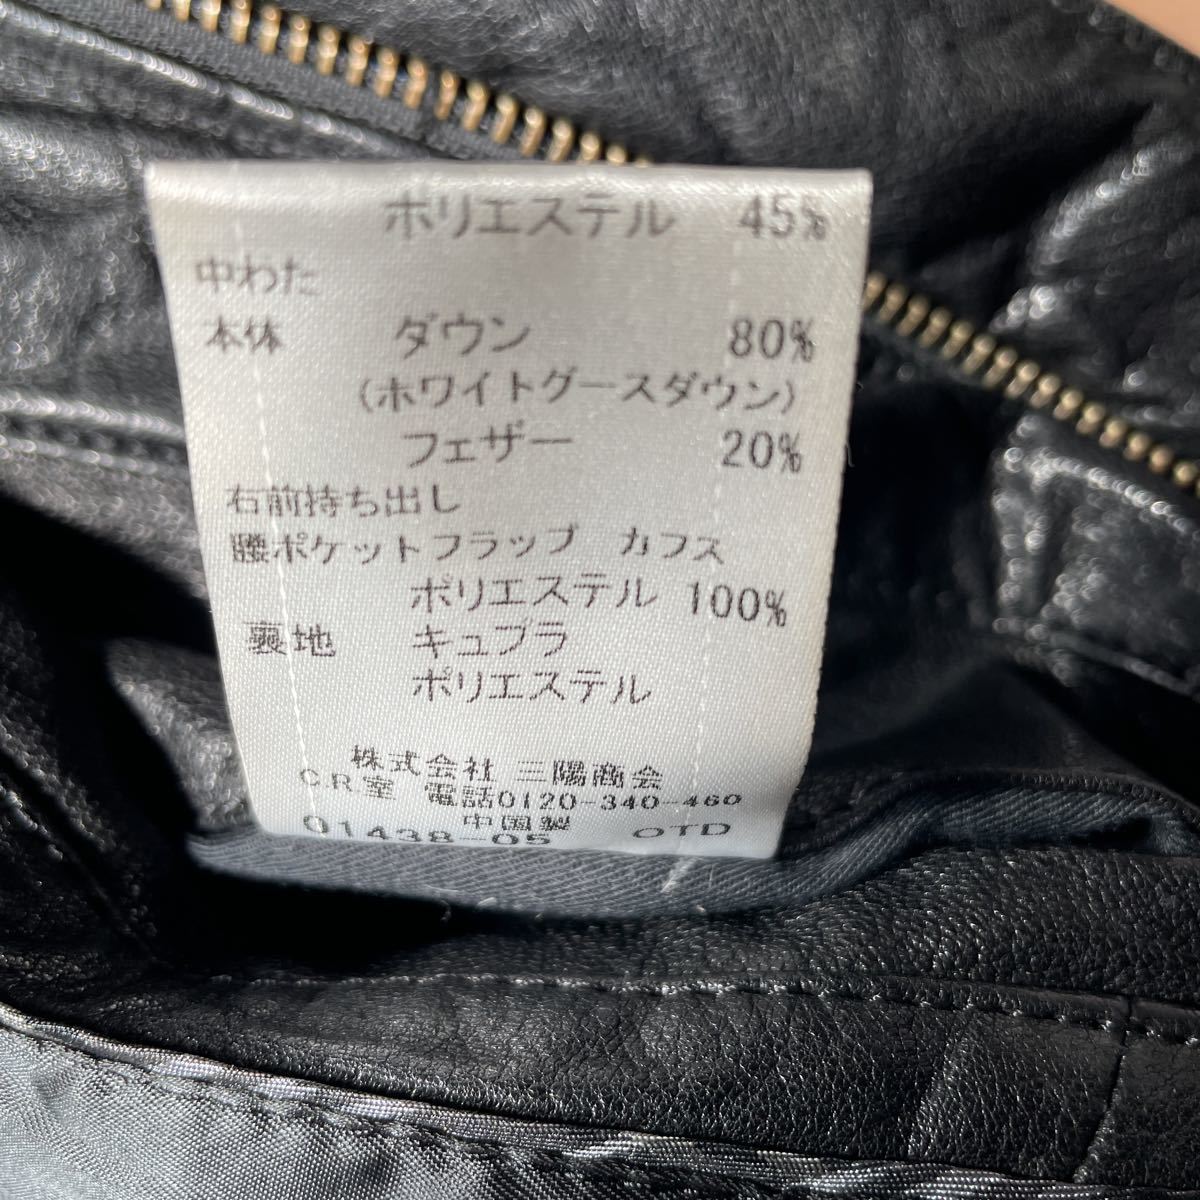 ポリエステル 45%
中わた
本体 ダウン 80%
(ホワイトグースダウン)
フェザー 20%
右前持ち出し
腰ポケットフラップ カフス
ポリエステル 100%
裏地 キュプラ
ポリエステル
株式会社 三陽商会
C.R室 電話0120-340-460
中国製
01438-05 OTD